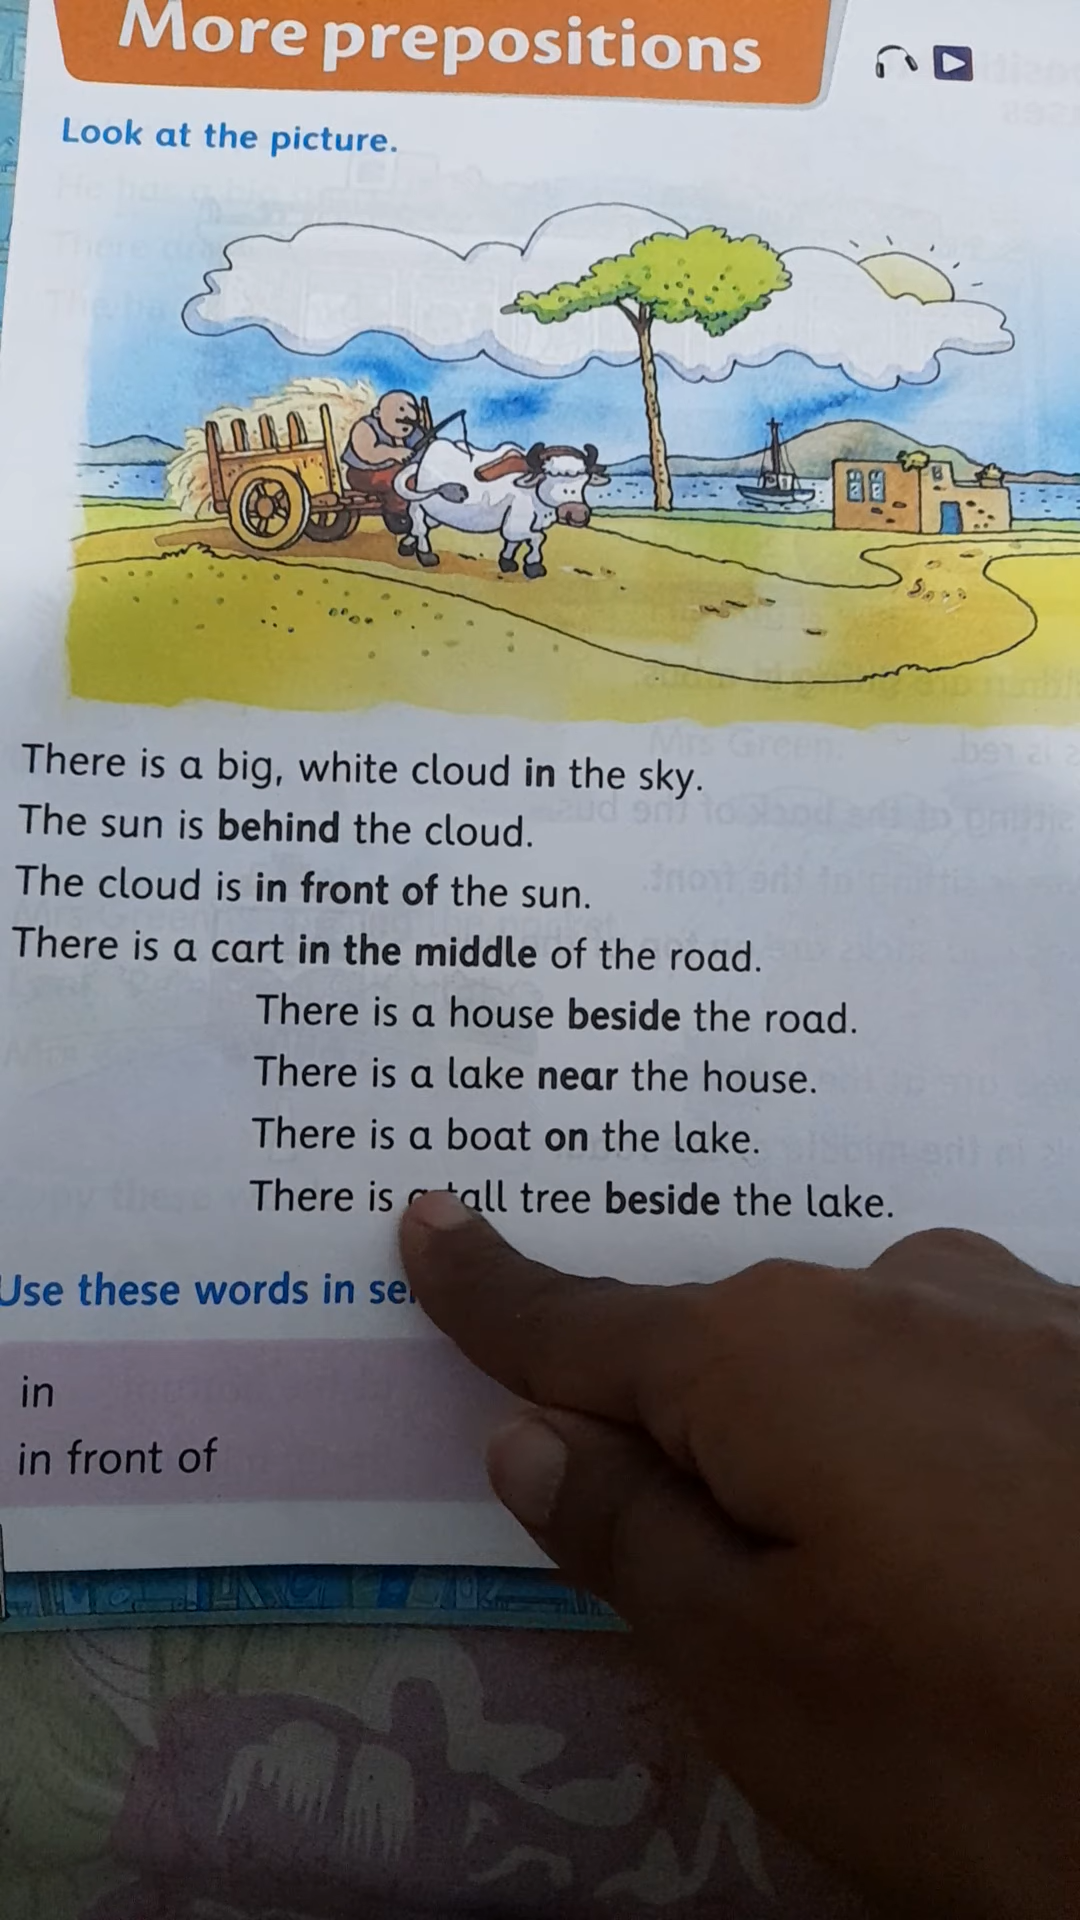 More prepositions
Look at the picture.
There is a big, white cloud in the sky.
The sun is behind the cloud.
The cloud is in front of the sun.
There is a cart in the middle of the road.
There is a house beside the road.
There is a lake near the house.
There is a boat on the lake.
There is a tall tree beside the lake.
Use these words in
in
in front of